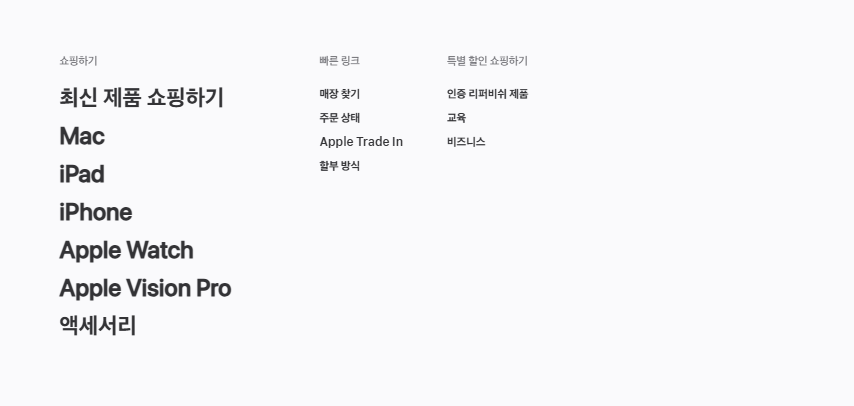 쇼핑하기
최신 제품 쇼핑하기
Mac
iPad
iPhone
Apple Watch
Apple Vision Pro
액세서리
빠른 링크
매장 찾기
주문 상태
Apple Trade In
할부 방식
특별 할인 쇼핑하기
인증 리퍼비쉬 제품
교육
비즈니스